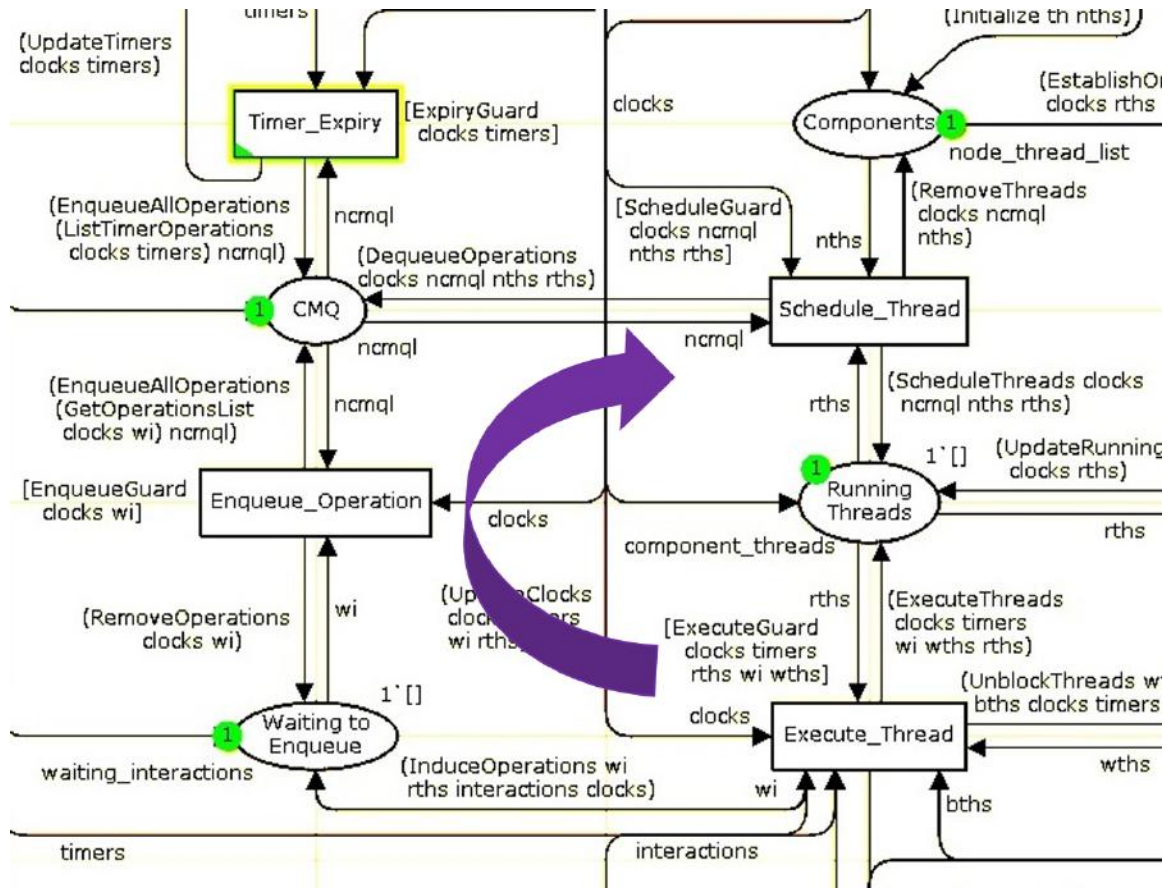 timers
(UpdateTimers
clocks timers)
Timer_Expiry
[ExpiryGuard
clocks timers]
clocks
(Initialize th nths)
Components
1
(EstablishOr
clocks rths
node_thread_list
(EnqueueAllOperations
(ListTimerOperations
clocks timers) ncmql)
ncmql
[ScheduleGuard
clocks ncmql
nths rths]
nths
(RemoveThreads
clocks ncmql
nths)
(DequeueOperations
clocks ncmql nths rths)
1
CMQ
Schedule_Thread
ncmql
ncmql
(EnqueueAllOperations
(GetOperationsList
clocks wi) ncmql)
ncmql
rths
(ScheduleThreads clocks
ncmql nths rths)
[EnqueueGuard
clocks wi]
Enqueue_Operation
clocks
1
1`[]
Running
Threads
(UpdateRunning
clocks rths)
rths
component_threads
(RemoveOperations
clocks wi)
wi
wi rths
rths
(ExecuteThreads
clocks timers
wi wths rths)
[ExecuteGuard
clocks timers
rths wi wths]
1`[]
1
Waiting to
Enqueue
waiting_interactions
clocks
Execute_Thread
(UnblockThreads
bths clocks timers
wths
(InduceOperations wi
rths interactions clocks)
wi
bths
timers
interactions